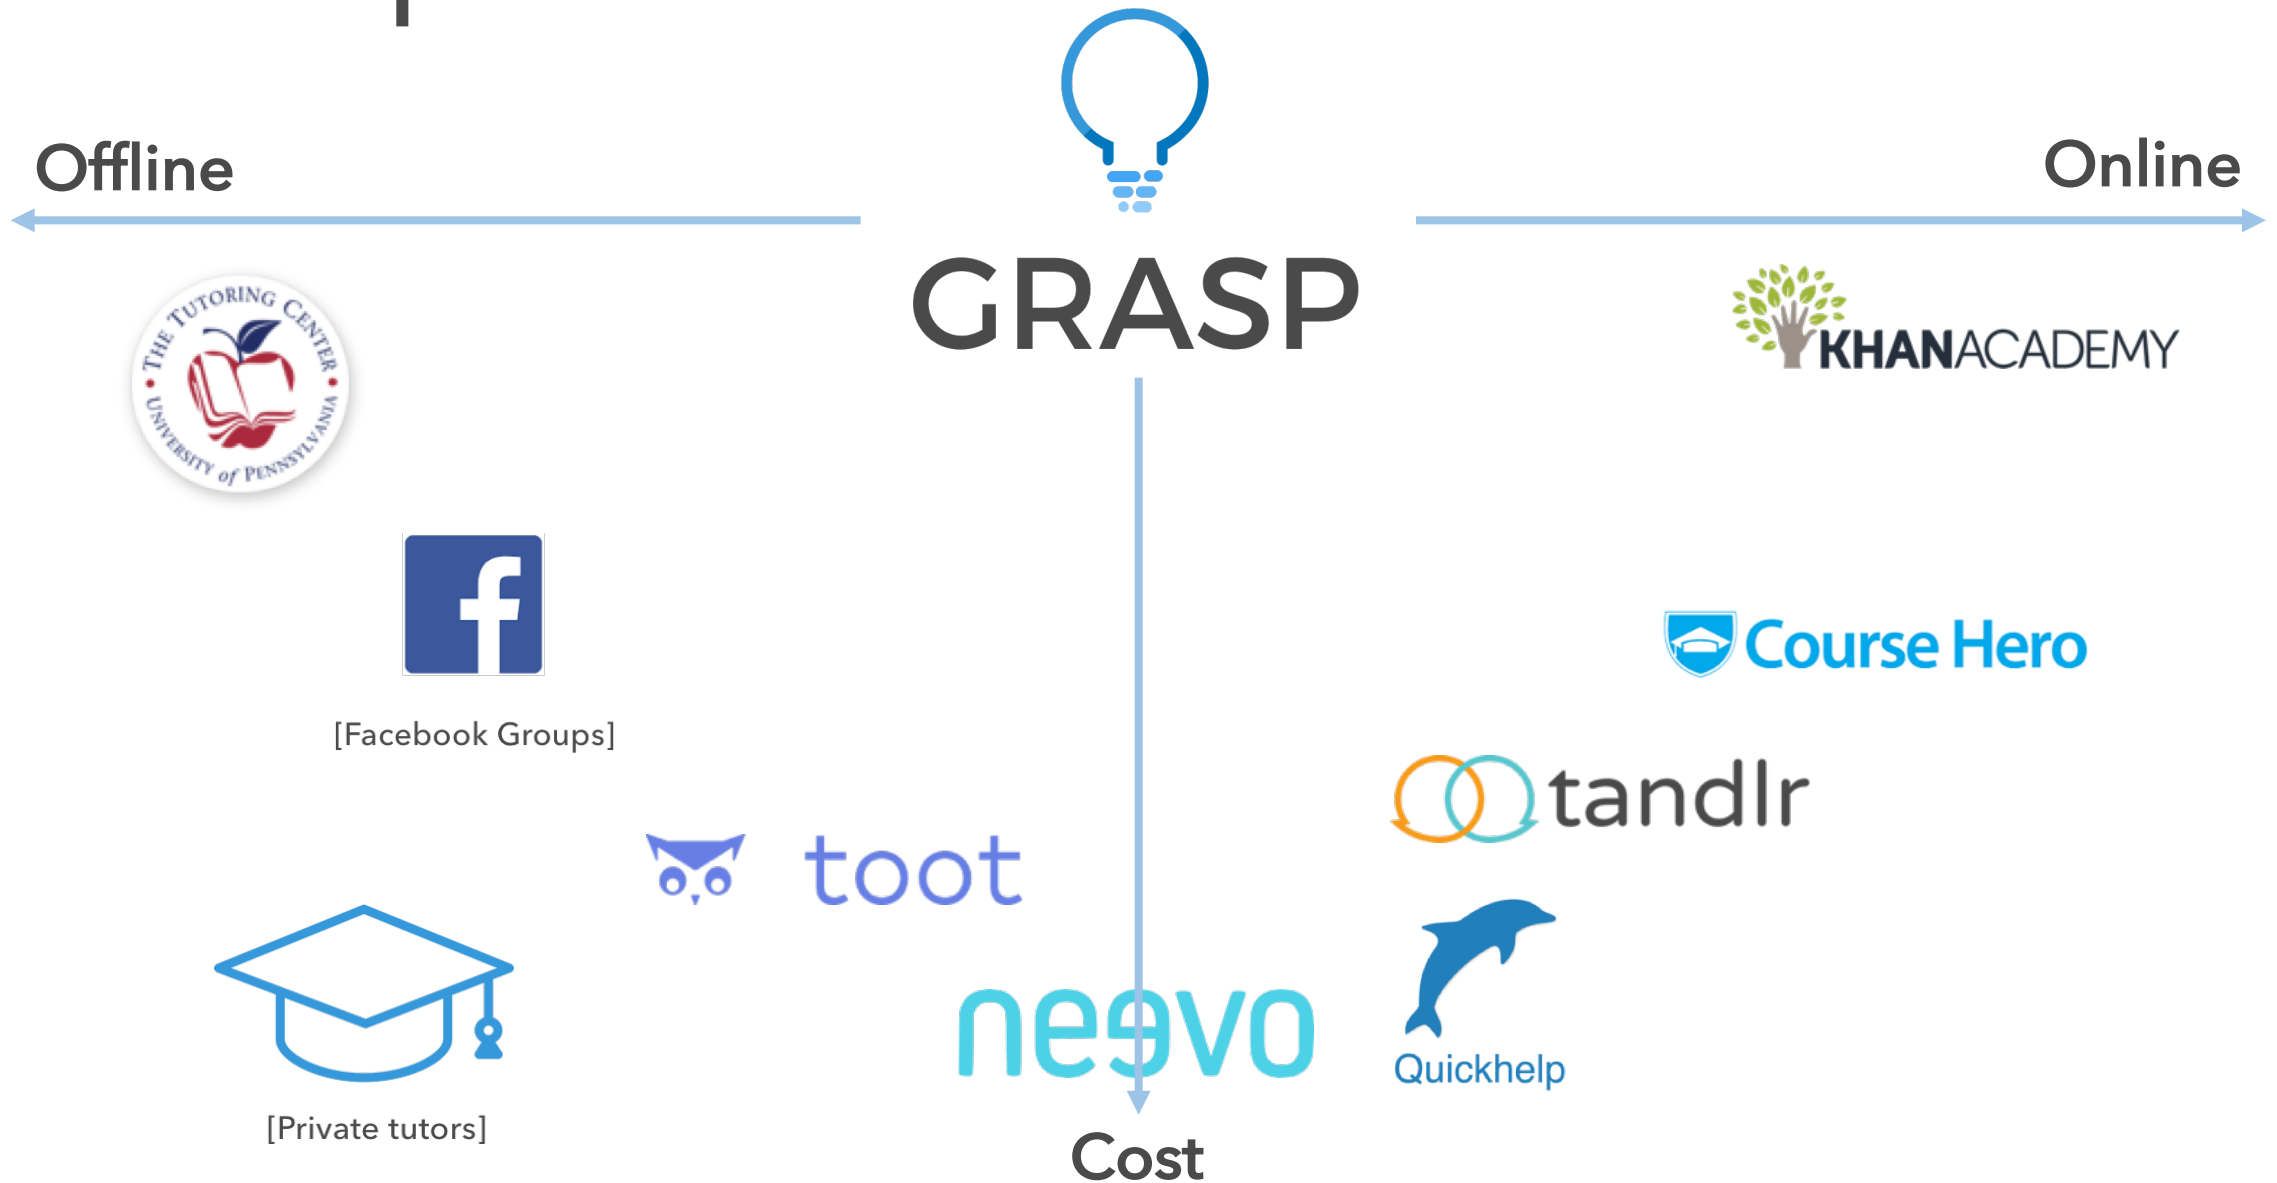 Offline
Online
GRASP
THE TUTORING CENTER
UNIVERSITY of PENNSYLVANIA
KHANACADEMY
f
[Facebook Groups]
Course Hero
tandlr
toot
neevo
Quickhelp
[Private tutors]
Cost